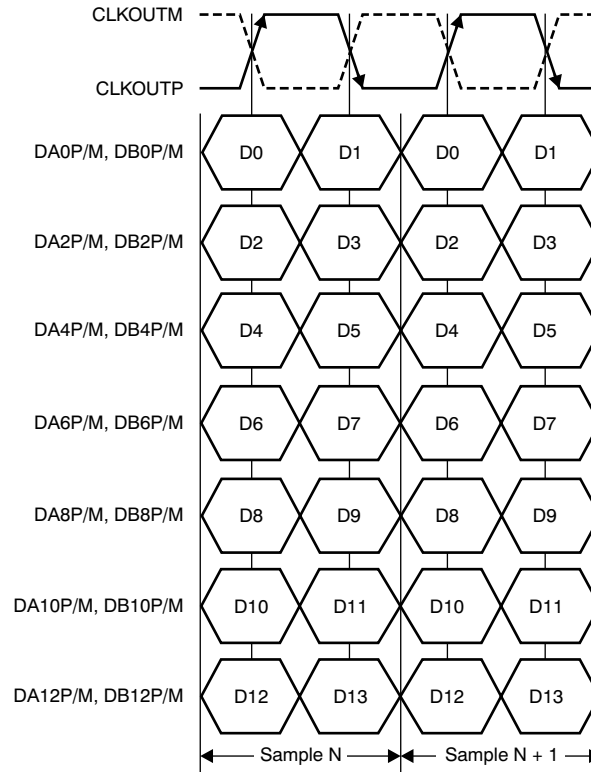 CLKOUTM
CLKOUTP
DA0P/M, DB0P/M D0 D1 D0 D1
DA2P/M, DB2P/M D2 D3 D2 D3
DA4P/M, DB4P/M D4 D5 D4 D5
DA6P/M, DB6P/M D6 D7 D6 D7
DA8P/M, DB8P/M D8 D9 D8 D9
DA10P/M, DB10P/M D10 D11 D10 D11
DA12P/M, DB12P/M D12 D13 D12 D13
Sample N Sample N + 1